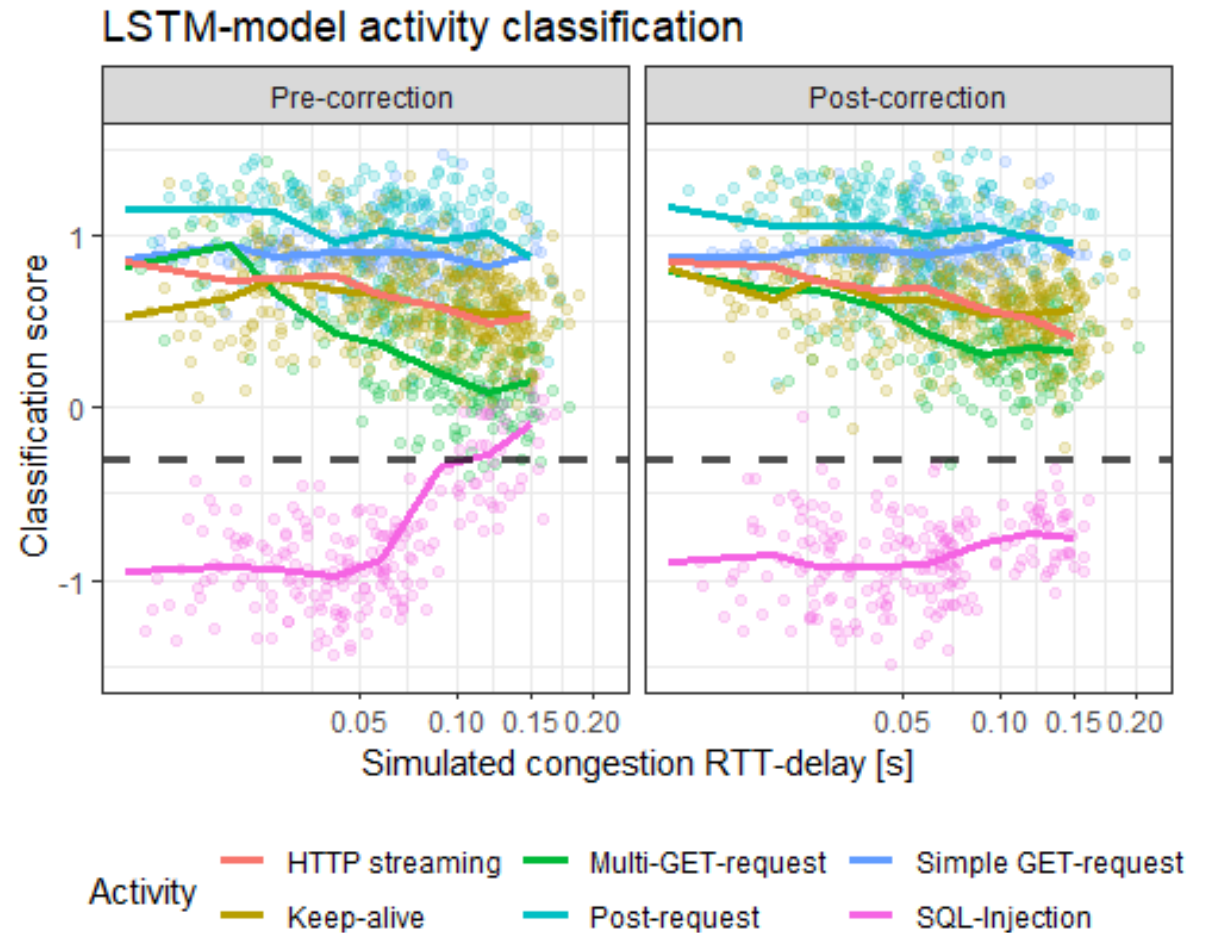 LSTM-model activity classification
Pre-correction Post-correction
Classification score
1
0
-1
0.05 0.10 0.15 0.20 0.05 0.10 0.15 0.20
Simulated congestion RTT-delay [s]
Activity
HTTP streaming Multi-GET-request Simple GET-request
Keep-alive Post-request SQL-Injection